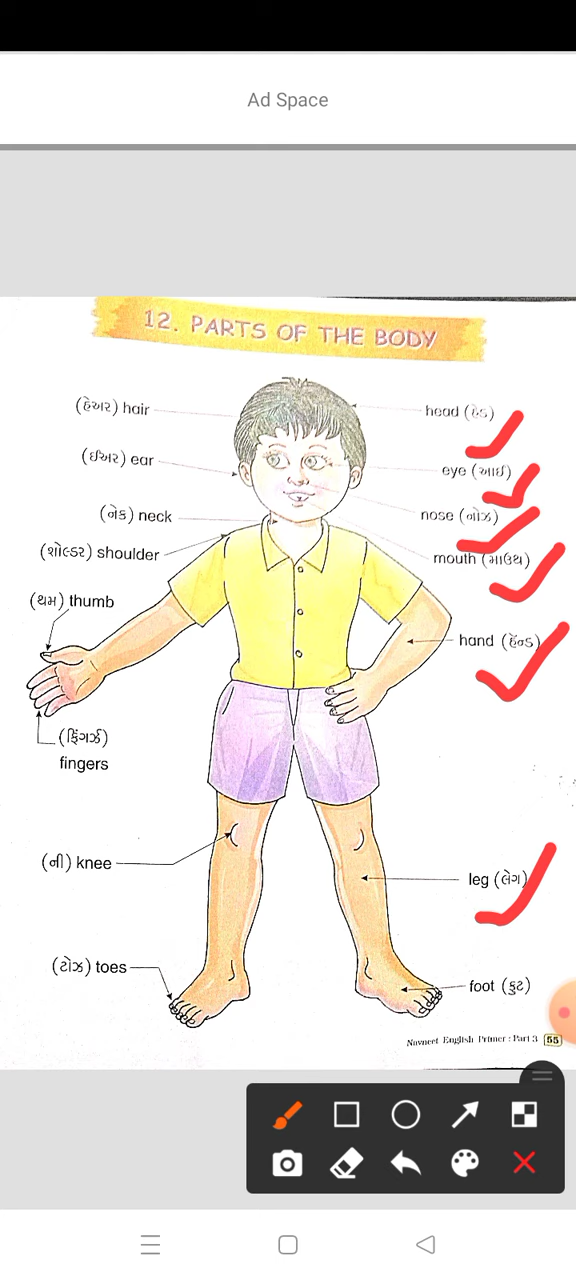 Ad Space
12. PARTS OF THE BODY
(હેઅર) hair
head (હેડ)
(ઈઅર) ear
eye (આઈ)
(નેક) neck
nose (નોઝ)
(શોલ્ડર) shoulder
mouth (માઉથ)
(થમ) thumb
hand (હૅન્ડ)
(ફિંગર્ઝ)
fingers
(ની) knee
leg (લેગ)
(ટોઝ) toes
foot (ફુટ)
Navneet English Primer : Part 3 55